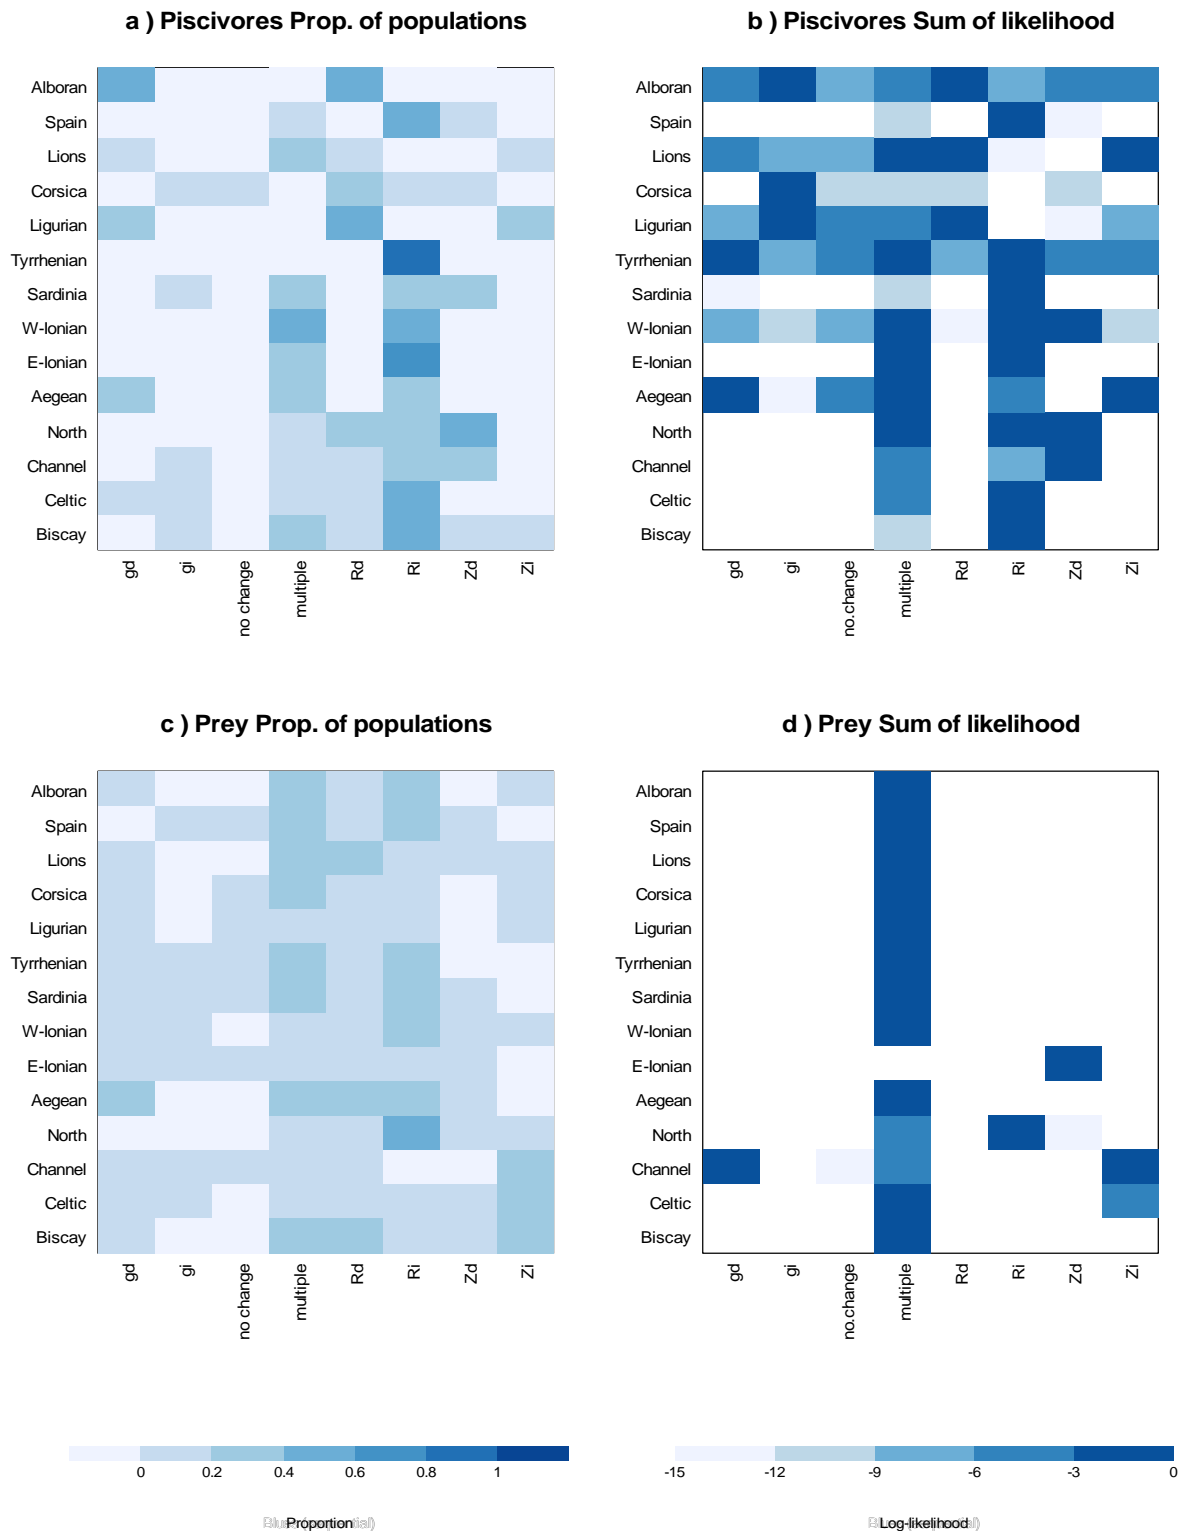 a ) Piscivores Prop. of populations
Alboran
Spain
Lions
Corsica
Ligurian
Tyrrhenian
Sardinia
W-Ionian
E-Ionian
Aegean
North
Channel
Celtic
Biscay
gd
gi
no change
multiple
Rd
Ri
Zd
Zi
b ) Piscivores Sum of likelihood
Alboran
Spain
Lions
Corsica
Ligurian
Tyrrhenian
Sardinia
W-Ionian
E-Ionian
Aegean
North
Channel
Celtic
Biscay
gd
gi
no.change
multiple
Rd
Ri
Zd
Zi
c ) Prey Prop. of populations
Alboran
Spain
Lions
Corsica
Ligurian
Tyrrhenian
Sardinia
W-Ionian
E-Ionian
Aegean
North
Channel
Celtic
Biscay
gd
gi
no change
multiple
Rd
Ri
Zd
Zi
d ) Prey Sum of likelihood
Alboran
Spain
Lions
Corsica
Ligurian
Tyrrhenian
Sardinia
W-Ionian
E-Ionian
Aegean
North
Channel
Celtic
Biscay
gd
gi
no.change
multiple
Rd
Ri
Zd
Zi
0 0.2 0.4 0.6 0.8 1
Proportion
-15 -12 -9 -6 -3 0
Log-likelihood